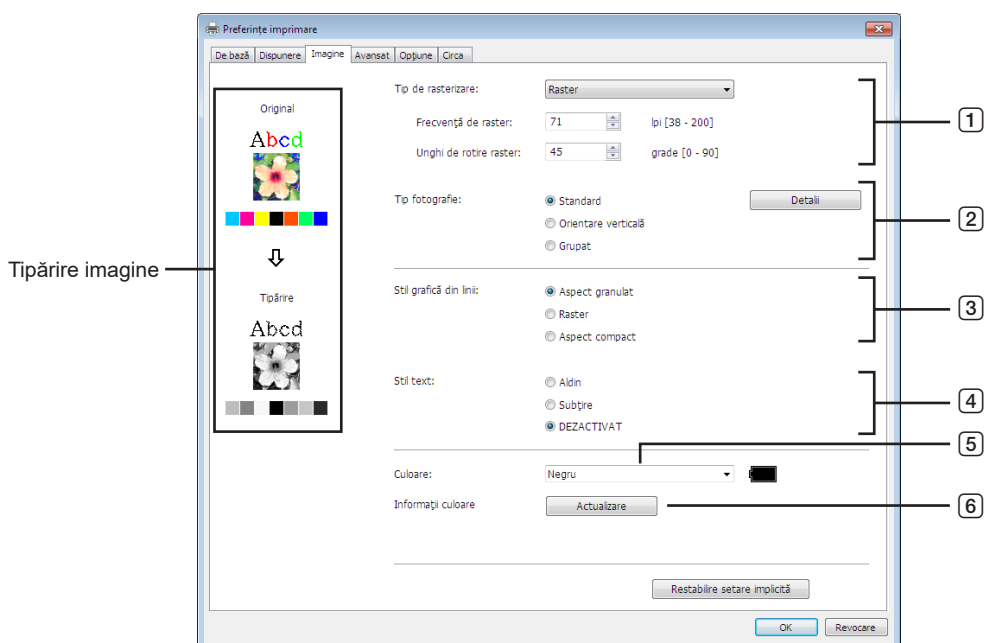 Preferințe imprimare
De bază Dispunere Imagine Avansat Opțiune Circa
Original
Abcd
Tipărire
Abcd
Tipărire imagine
Tip de rasterizare: Raster
Frecvență de raster: 71 lpi [38 - 200]
Unghi de rotire raster: 45 grade [0 - 90]
1
Tip fotografie: Standard Detalii
Orientare verticală
Grupat
2
Stil grafică din linii: Aspect granulat
Raster
Aspect compact
3
Stil text: Aldin
Subțire
DEZACTIVAT
4
5
Culoare: Negru
Informații culoare Actualizare
6
Restabilire setare implicită
OK Revocare